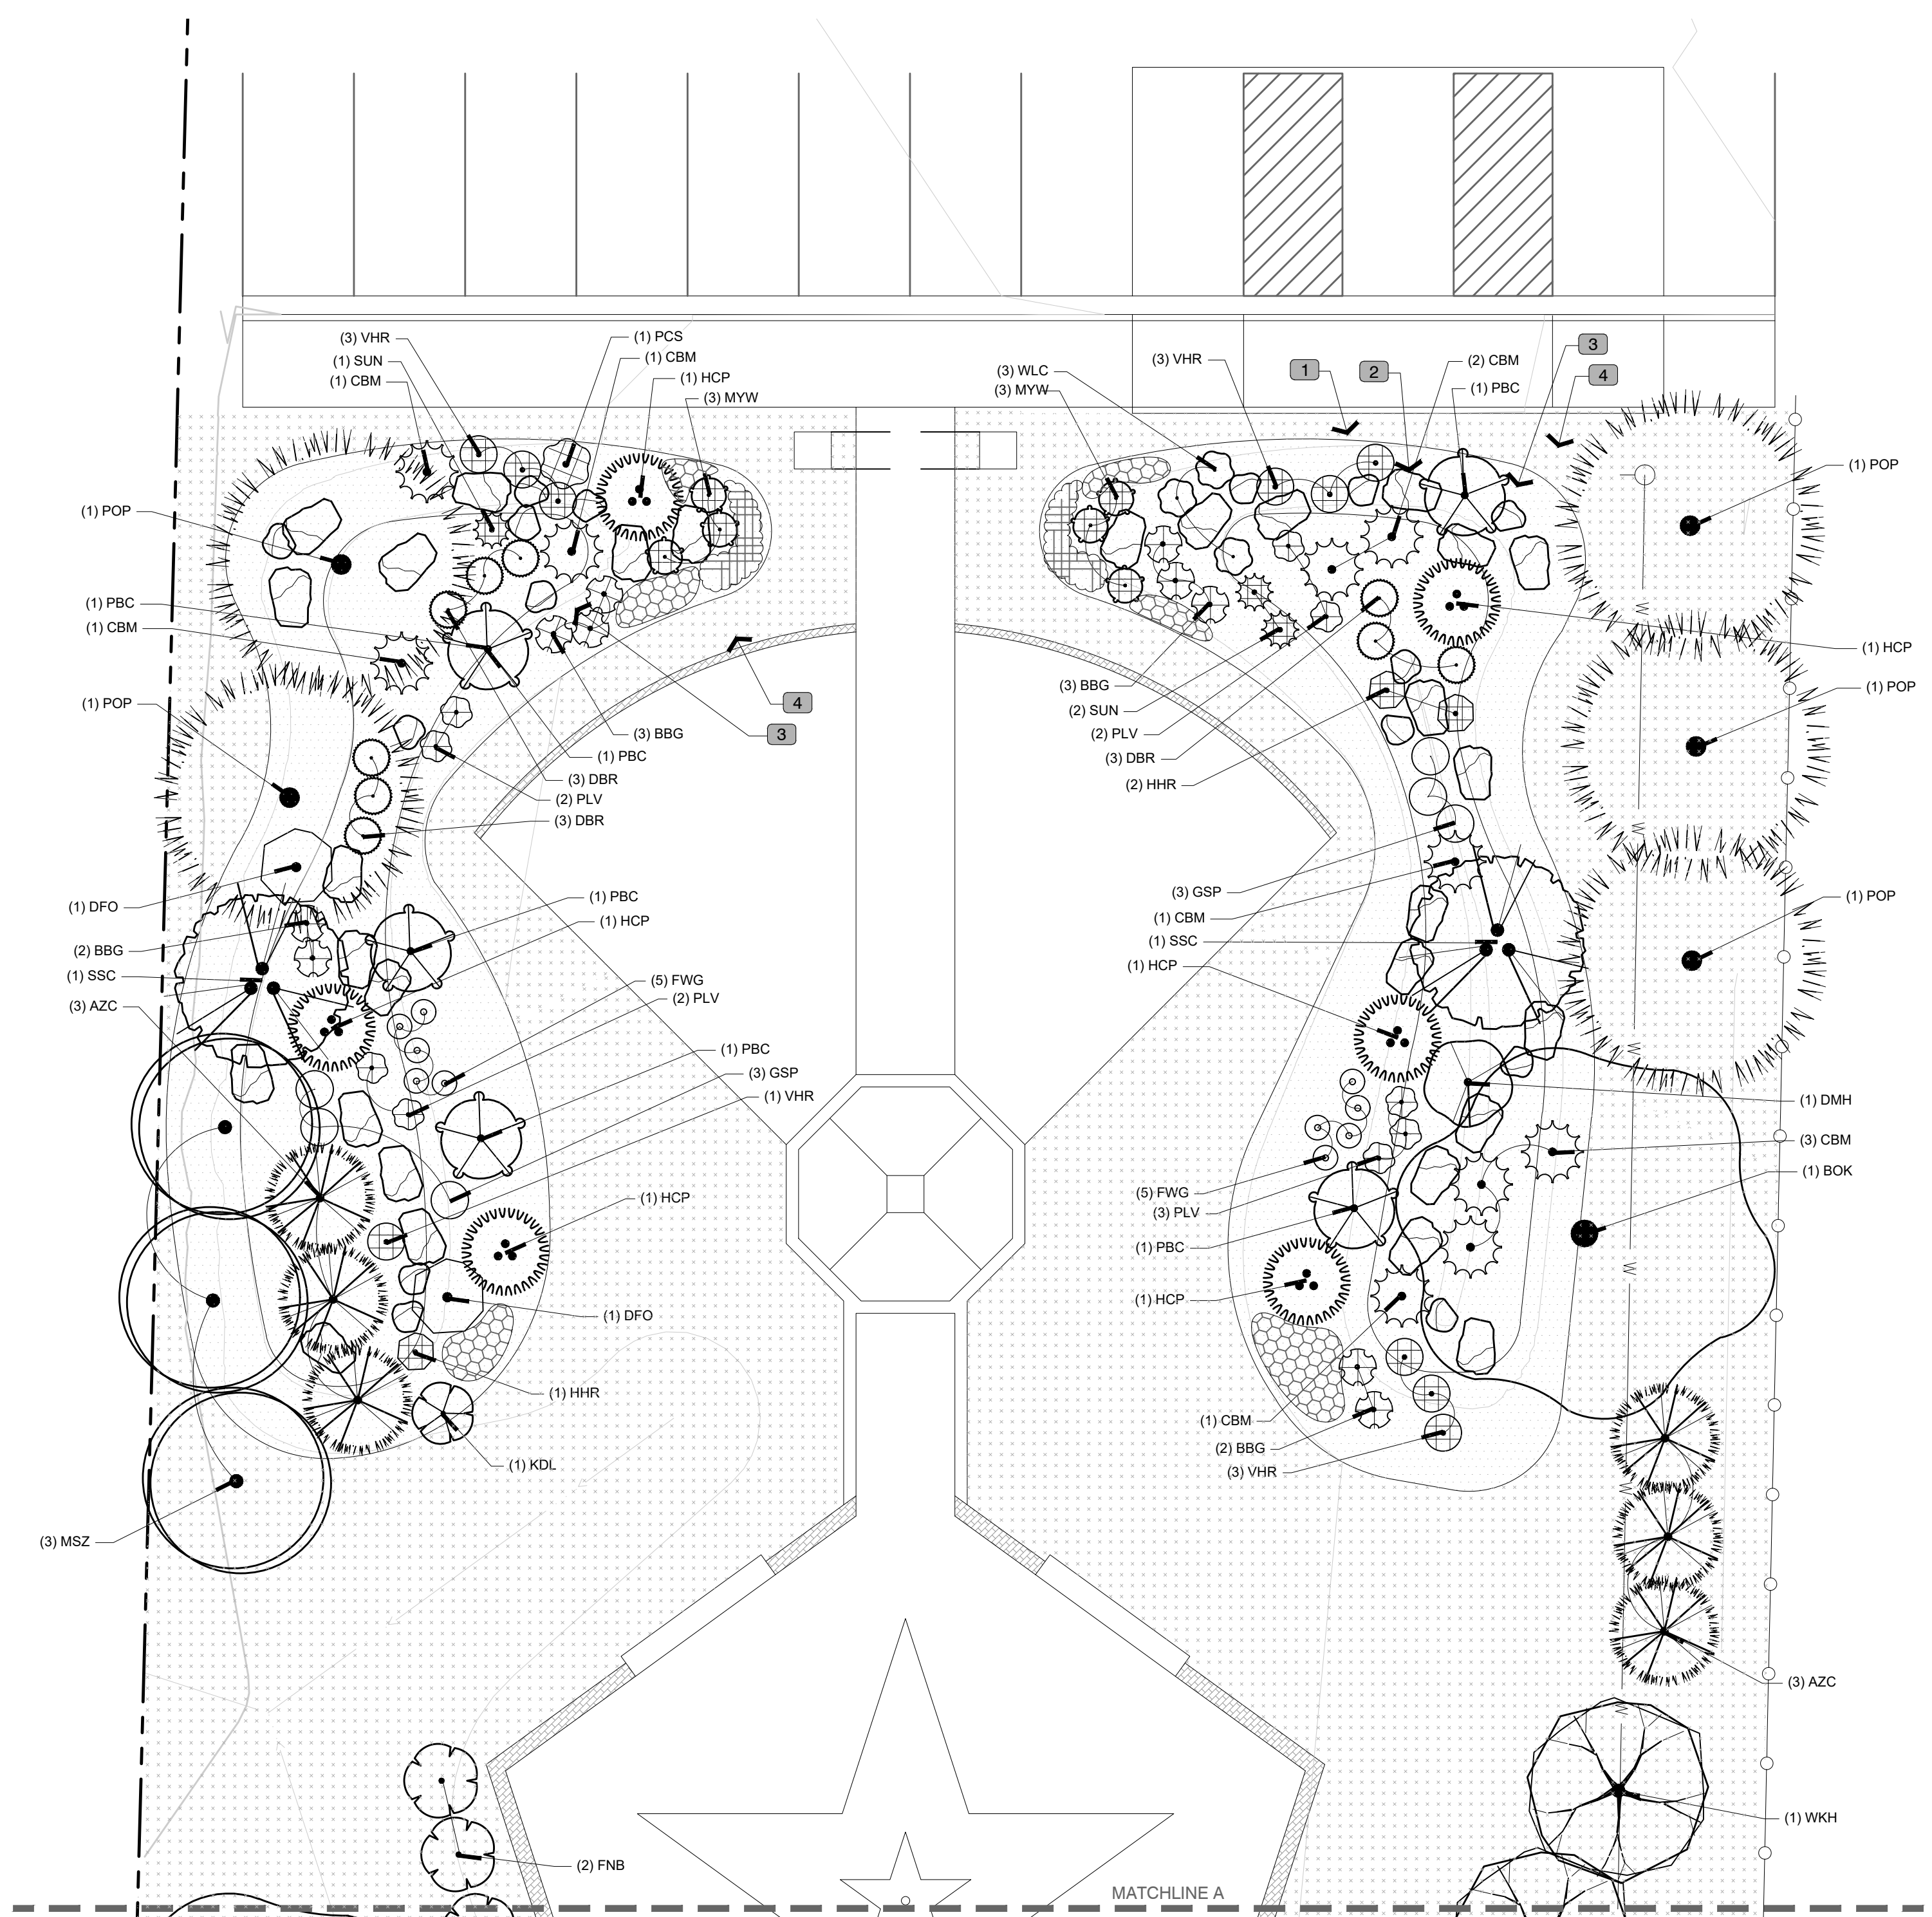 (3) VHR
(1) SUN
(1) CBM
(1) PCS
(1) CBM
(1) HCP
(3) MYW
(1) POP
(1) PBC
(1) CBM
(1) POP
4
3
(3) BBG
(1) PBC
(3) DBR
(2) PLV
(3) DBR
(1) DFO
(2) BBG
(1) SSC
(3) AZC
(1) PBC
(1) HCP
(5) FWG
(2) PLV
(1) PBC
(3) GSP
(1) VHR
(1) HCP
(1) DFO
(1) HHR
(1) KDL
(3) MSZ
(2) FNB
(3) WLC
(3) MYW
(3) VHR
1
2
(2) CBM
(1) PBC
3
4
(1) POP
(1) HCP
(1) POP
(3) BBG
(2) SUN
(2) PLV
(3) DBR
(2) HHR
(3) GSP
(1) CBM
(1) SSC
(1) HCP
(1) POP
(1) DMH
(3) CBM
(1) BOK
(5) FWG
(3) PLV
(1) PBC
(1) HCP
(1) CBM
(2) BBG
(3) VHR
(3) AZC
(1) WKH
MATCHLINE A